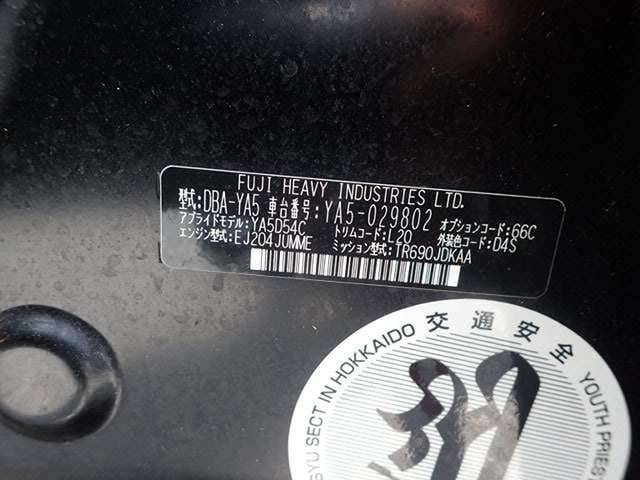 FUJI HEAVY INDUSTRIES LTD.
型式:DBA-YA5 車台番号:YA5-029802 オプションコード:66C
アプライドモデル:YA5D54C トリムコード:L20 外装色コード:D4S
エンジン型式:EJ204JUMME ミッション型式:TR690JDKAA
交通安全
GYU SECT IN HOKKAIDO YOUTH PRIES